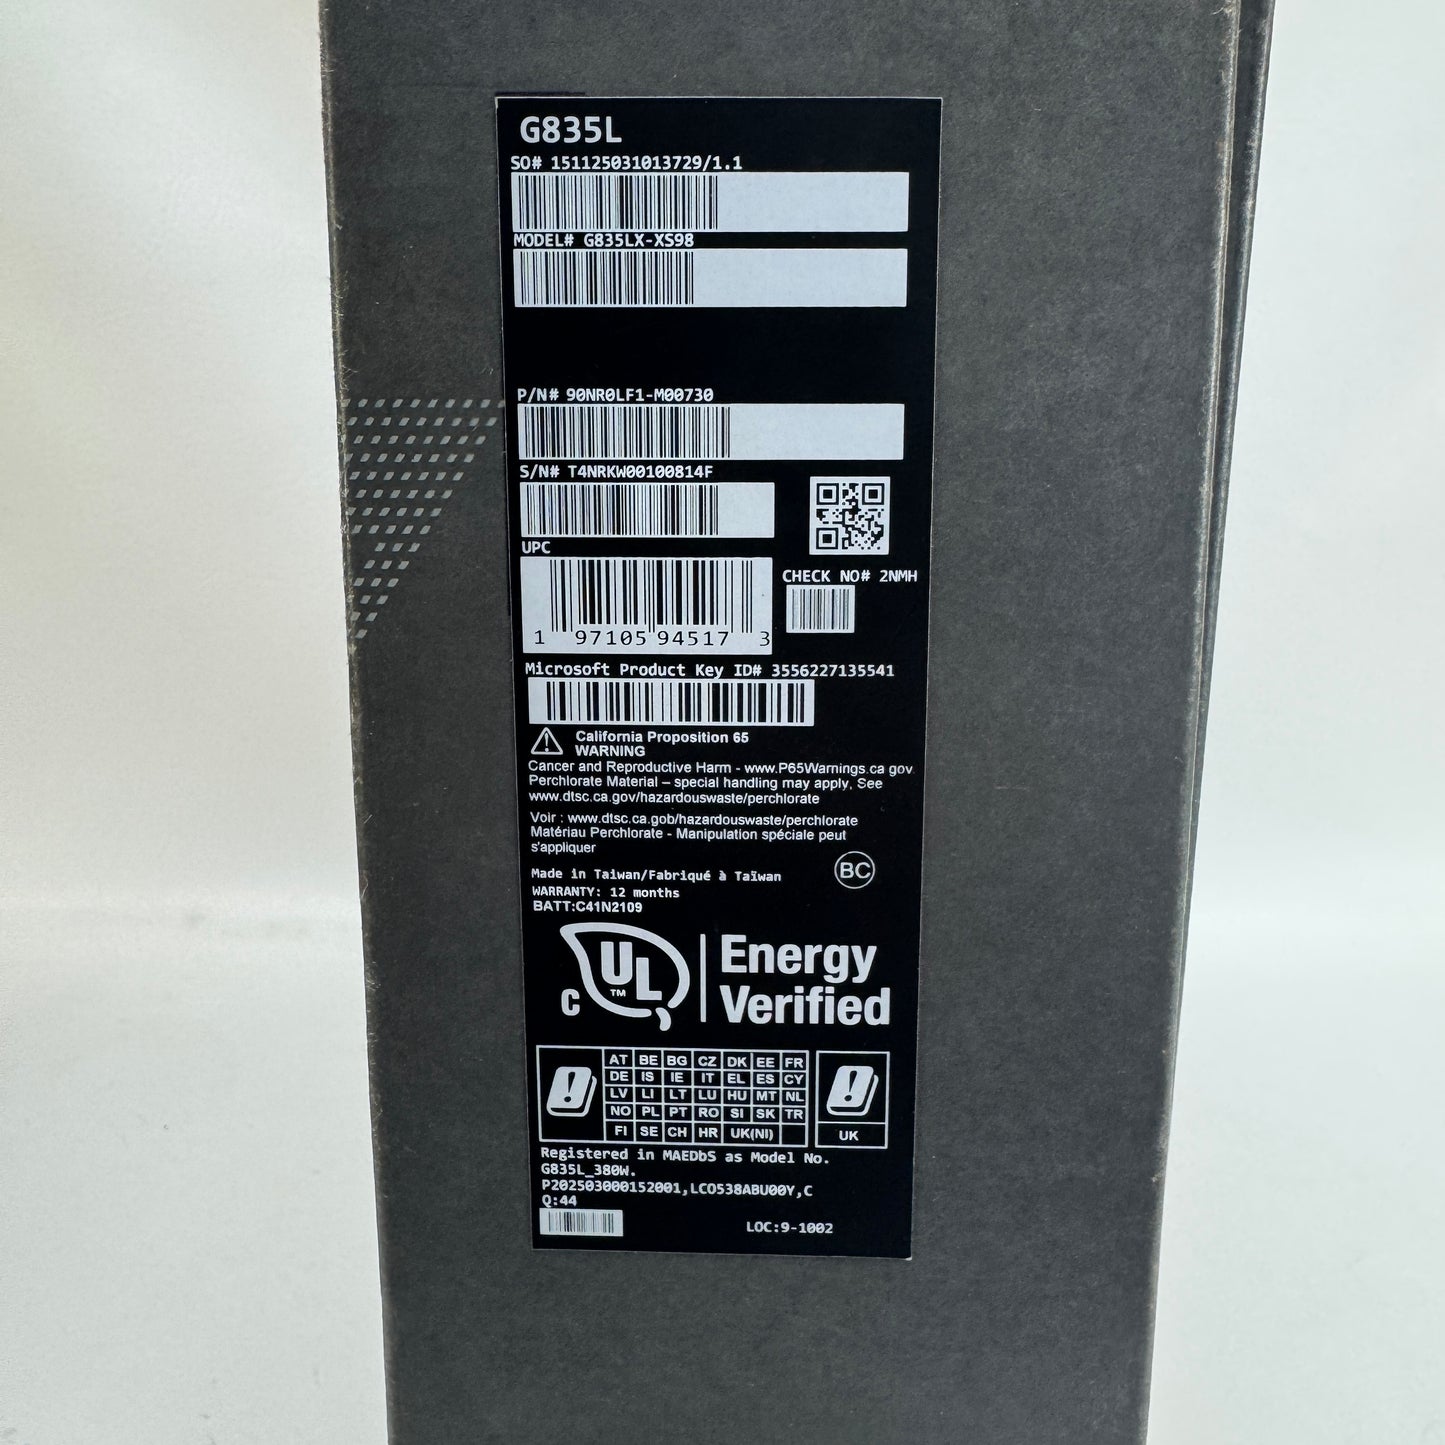 G835L
SO# 151125031013729/1.1
MODEL# G835LX-XS98
P/N# 90NR0LF1-M00730
S/N# T4NRKW00100814F
UPC
CHECK NO# 2NMH
1 97105 94517 3
Microsoft Product Key ID# 3556227135541
California Proposition 65
WARNING
Cancer and Reproductive Harm - www.P65Warnings.ca gov
Perchlorate Material – special handling may apply, See
www.dtsc.ca.gov/hazardouswaste/perchlorate
Voir : www.dtsc.ca.gob/hazardouswaste/perchlorate
Matériau Perchlorate - Manipulation spéciale peut
s'appliquer
BC
Made in Taiwan/Fabriqué à Taïwan
WARRANTY: 12 months
BATT:C41N2109
C UL TM Energy
Verified
AT BE BG CZ DK EE FR
DE IS IE IT EL ES CY
LV LI LT LU HU MT NL
NO PL PT RO SI SK TR
FI SE CH HR UK(NI)
UK
Registered in MAEDbS as Model No.
G835L_380W.
P202503000152001,LC0538ABU00Y,C
Q:44
LOC:9-1002